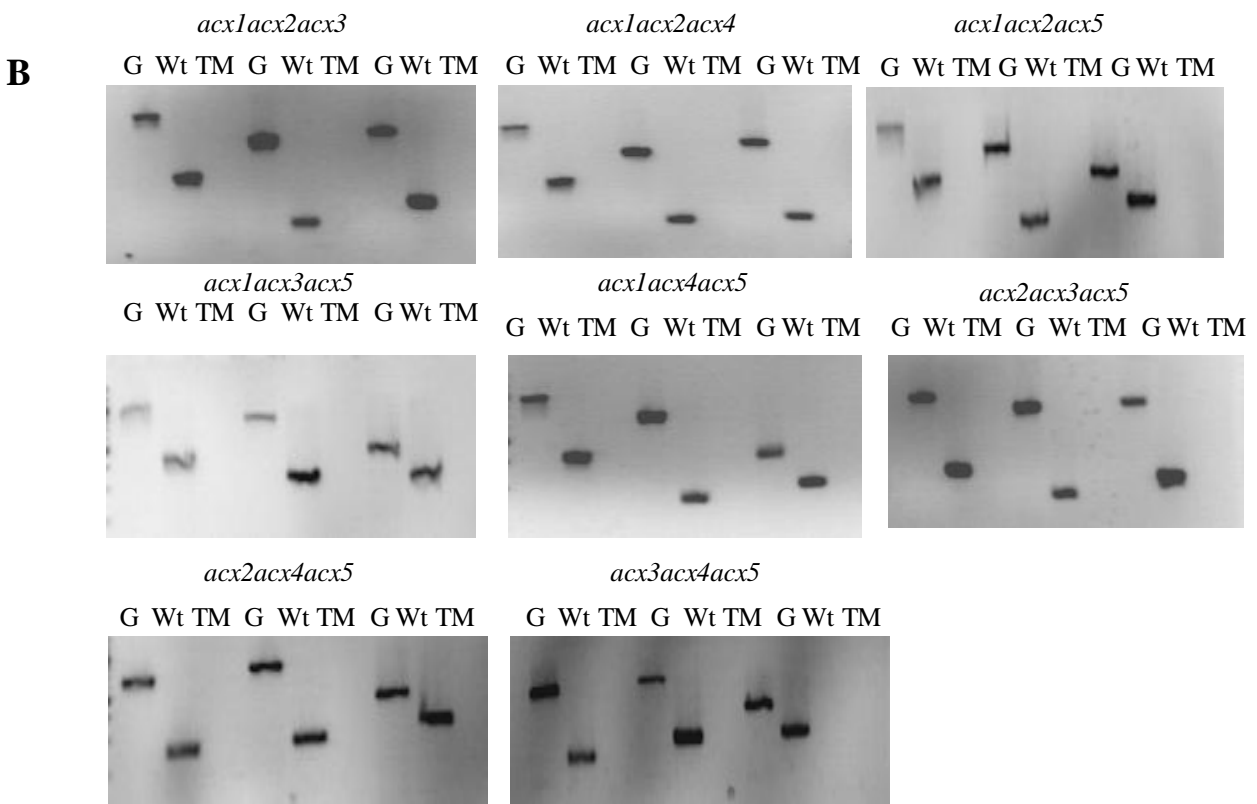 B
acx1acx2acx3
G Wt TM G Wt TM G Wt TM
acx1acx2acx4
G Wt TM G Wt TM G Wt TM
acx1acx2acx5
G Wt TM G Wt TM G Wt TM
acx1acx3acx5
G Wt TM G Wt TM G Wt TM
acx1acx4acx5
G Wt TM G Wt TM G Wt TM
acx2acx3acx5
G Wt TM G Wt TM G Wt TM
acx2acx4acx5
G Wt TM G Wt TM G Wt TM
acx3acx4acx5
G Wt TM G Wt TM G Wt TM